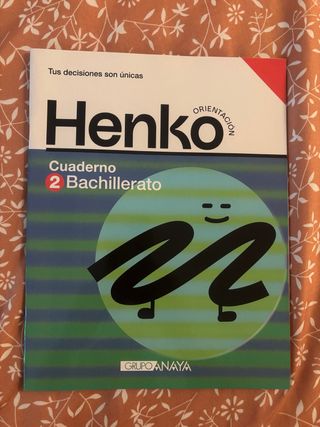 Tus decisiones son únicas
Henko
ORIENTACIÓN
Cuaderno
2 Bachillerato
GRUPO ANAYA